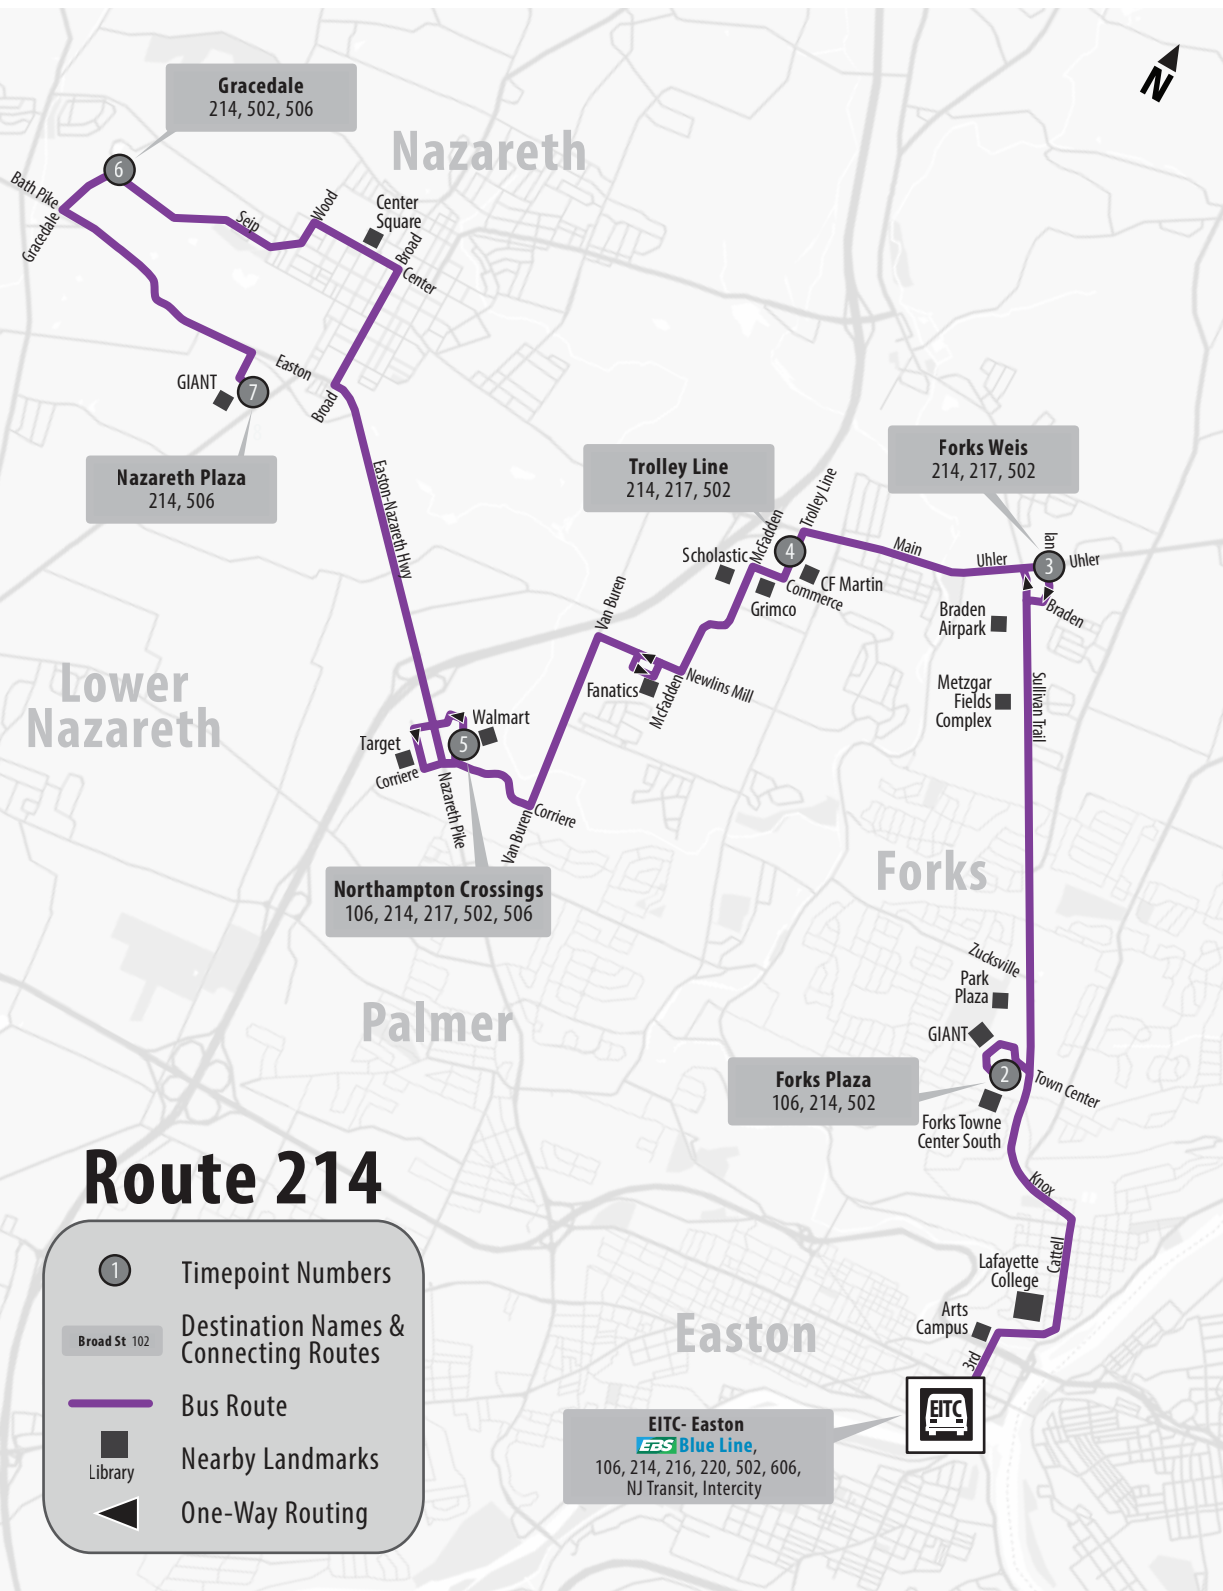 N
Gracedale
214, 502, 506
Nazareth
6
Bath Pike
Gracedale
Seip
Wood
Center
Square
Broad
Center
Easton
Broad
GIANT
7
Nazareth Plaza
214, 506
Easton-Nazareth Hwy
Trolley Line
214, 217, 502
Forks Weis
214, 217, 502
McFadden
Trolley Line
4
Scholastic
Grimco
CF Martin
Commerce
Main
Uhler
Ian
3
Uhler
Braden
Braden
Airpark
Metzgar
Fields
Complex
Sullivan Trail
Van Buren
Fanatics
McFadden
Newlins Mill
Lower
Nazareth
Walmart
Target
5
Corriere
Nazareth Pike
Corriere
Van Buren
Northampton Crossings
106, 214, 217, 502, 506
Forks
Palmer
Zucksville
Park
Plaza
GIANT
2
Town Center
Forks Plaza
106, 214, 502
Forks Towne
Center South
Knox
Cattell
Lafayette
College
Arts
Campus
3rd
Easton
EITC
EITC- Easton
EBS Blue Line,
106, 214, 216, 220, 502, 606,
NJ Transit, Intercity
Route 214
1
Timepoint Numbers
Broad St 102
Destination Names &
Connecting Routes
Bus Route
Library
Nearby Landmarks
One-Way Routing